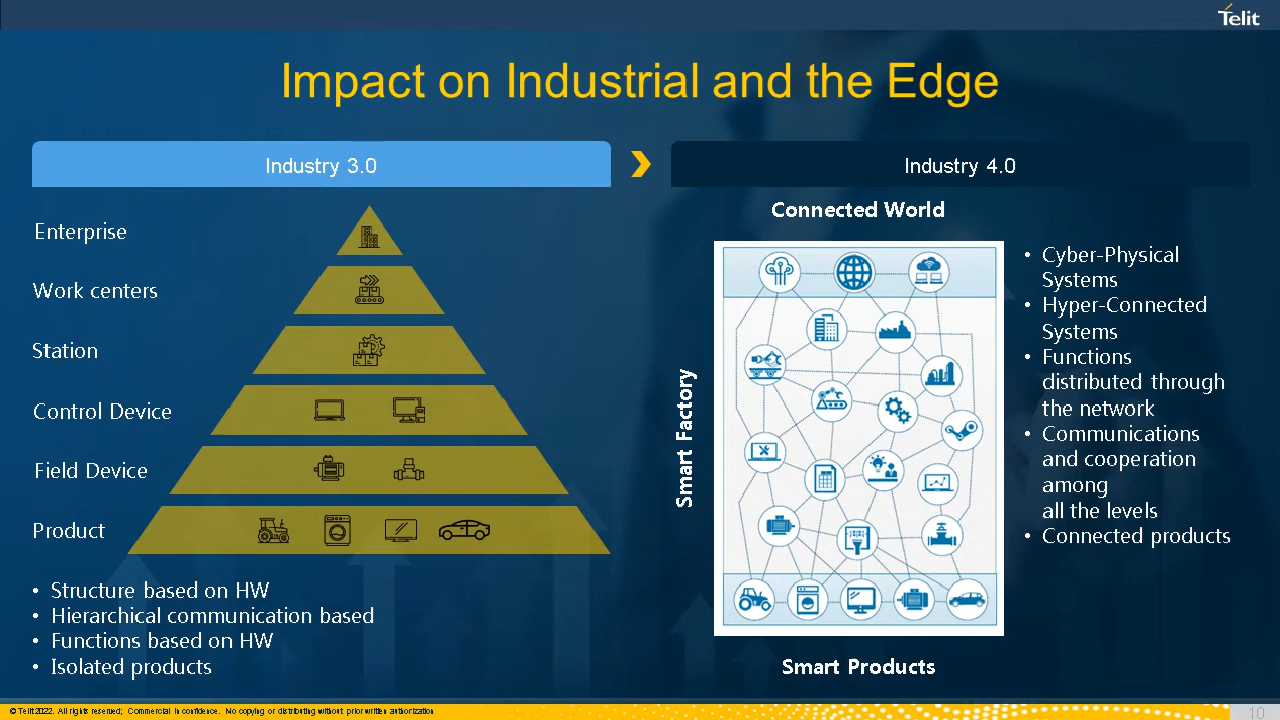 Telit
Impact on Industrial and the Edge
Industry 3.0
Industry 4.0
Enterprise
Work centers
Station
Control Device
Field Device
Product
• Structure based on HW
• Hierarchical communication based
• Functions based on HW
• Isolated products
Connected World
Smart Factory
Smart Products
• Cyber-Physical
Systems
• Hyper-Connected
Systems
• Functions
distributed through
the network
• Communications
and cooperation
among
all the levels
• Connected products
© Telit 2022. All rights reserved; Commercial in confidence. No copying or distributing without prior written authorization
10